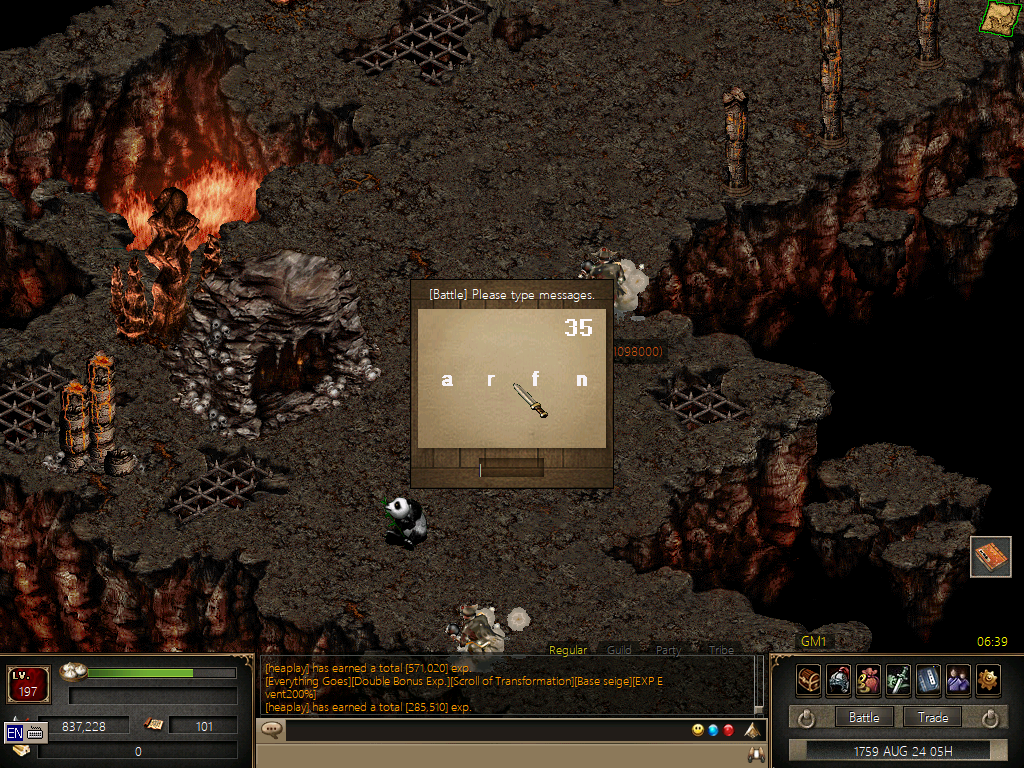 [Battle] Please type messages.
35
1098000)
a r f n
GM1
06:39
Regular Guild Party Tribe
[heaplay] has earned a total [571,020] exp.
[Everything Goes][Double Bonus Exp.][Scroll of Transformation][Base seige][EXP E
vent200%]
[heaplay] has earned a total [285,510] exp.
LV.
197
837,228
101
EN
0
Battle
Trade
1759 AUG 24 05H